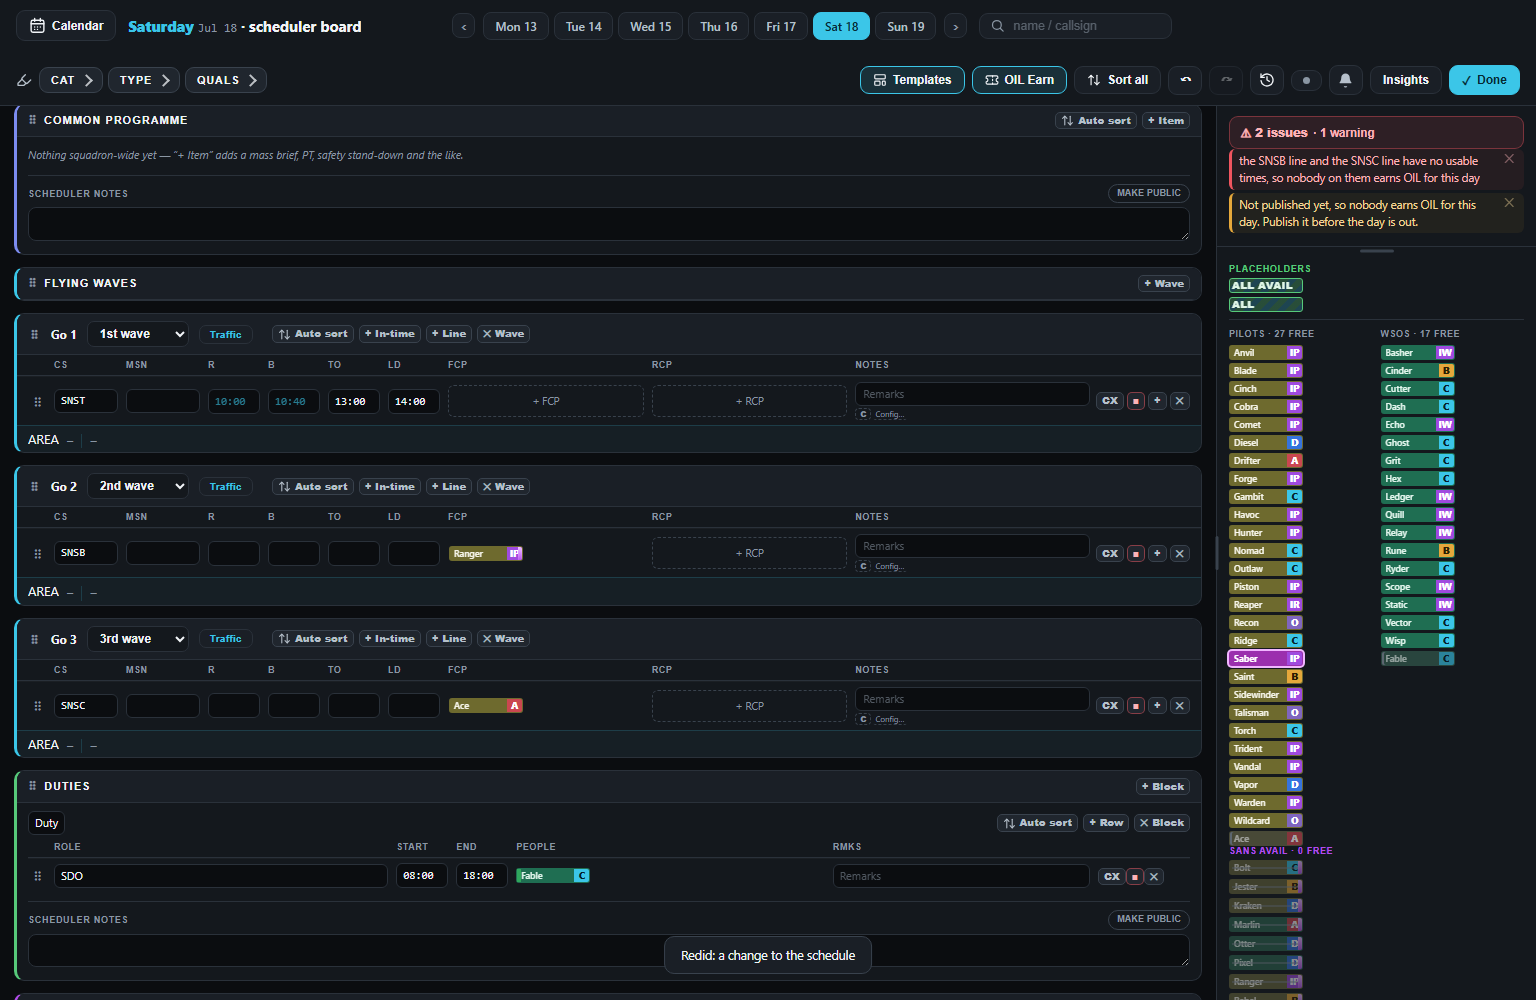 Calendar
Saturday Jul 18 · scheduler board
‹
Mon 13
Tue 14
Wed 15
Thu 16
Fri 17
Sat 18
Sun 19
›
name / callsign
CAT
TYPE
QUALS
Templates
OIL Earn
Sort all
Insights
✓ Done
COMMON PROGRAMME
Auto sort
+ Item
Nothing squadron-wide yet — "+ Item" adds a mass brief, PT, safety stand-down and the like.
SCHEDULER NOTES
MAKE PUBLIC
FLYING WAVES
+ Wave
Go 1
1st wave
Traffic
Auto sort
+ In-time
+ Line
✕ Wave
CS MSN R B TO LD FCP RCP NOTES
SNST 10:00 10:40 13:00 14:00 + FCP + RCP Remarks CX + ✕
C Config...
AREA – –
Go 2
2nd wave
Traffic
Auto sort
+ In-time
+ Line
✕ Wave
CS MSN R B TO LD FCP RCP NOTES
SNSB Ranger IP + RCP Remarks CX + ✕
C Config...
AREA – –
Go 3
3rd wave
Traffic
Auto sort
+ In-time
+ Line
✕ Wave
CS MSN R B TO LD FCP RCP NOTES
SNSC Ace A + RCP Remarks CX + ✕
C Config...
AREA – –
DUTIES
+ Block
Duty
Auto sort
+ Row
✕ Block
ROLE START END PEOPLE RMKS
SDO 08:00 18:00 Fable C Remarks CX ✕
SCHEDULER NOTES
MAKE PUBLIC
Redid: a change to the schedule
⚠ 2 issues · 1 warning
the SNSB line and the SNSC line have no usable
times, so nobody on them earns OIL for this day
Not published yet, so nobody earns OIL for this
day. Publish it before the day is out.
PLACEHOLDERS
ALL AVAIL
ALL
PILOTS · 27 FREE
Anvil IP
Blade IP
Cinch IP
Cobra IP
Comet IP
Diesel D
Drifter A
Forge IP
Gambit C
Havoc IP
Hunter IP
Nomad C
Outlaw C
Piston IP
Reaper IR
Recon O
Ridge C
Saber IP
Saint B
Sidewinder IP
Talisman O
Torch C
Trident IP
Vandal IP
Vapor D
Warden IP
Wildcard O
Ace A
WSOS · 17 FREE
Basher IW
Cinder B
Cutter C
Dash C
Echo IW
Ghost C
Grit C
Hex C
Ledger IW
Quill IW
Relay IW
Rune B
Ryder C
Scope IW
Static IW
Vector C
Wisp C
Fable C
SANS AVAIL · 0 FREE
Bolt C
Jester B
Kraken D
Marlin A
Otter D
Pixel D
Ranger IP